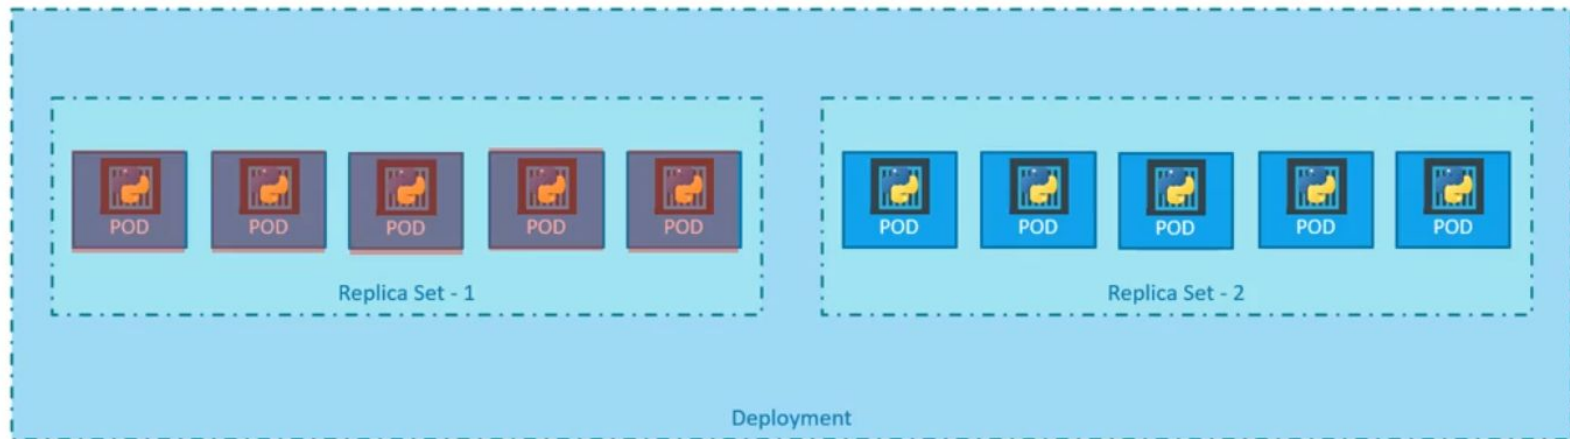 POD POD POD POD POD POD POD POD POD POD
Replica Set - 1 Replica Set - 2
Deployment